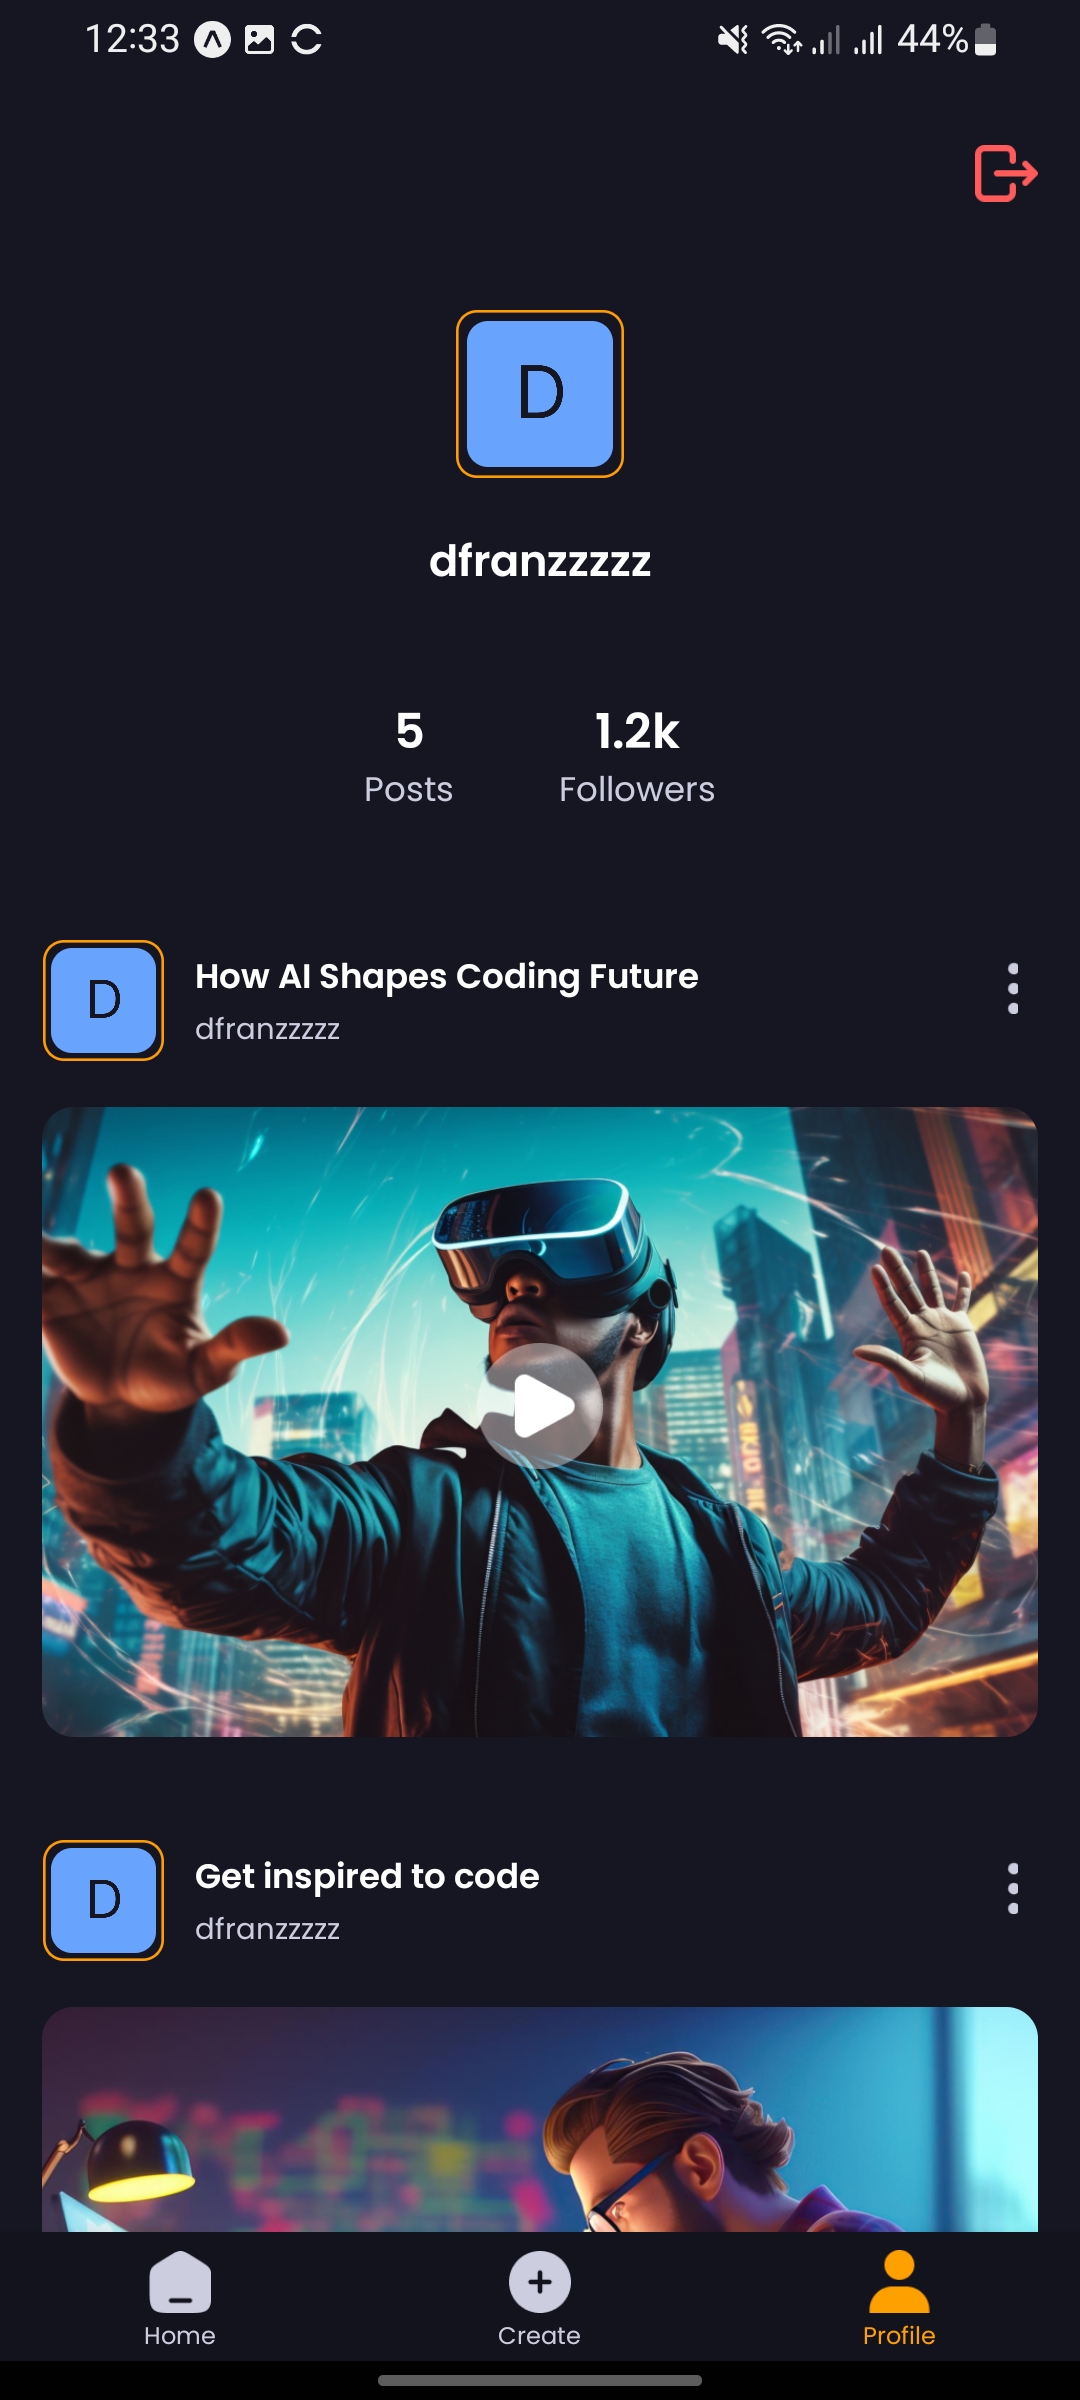 12:33
44%
D
dfranzzzzz
5
1.2k
Posts
Followers
D
How AI Shapes Coding Future
dfranzzzzz
D
Get inspired to code
dfranzzzzz
Home
Create
Profile